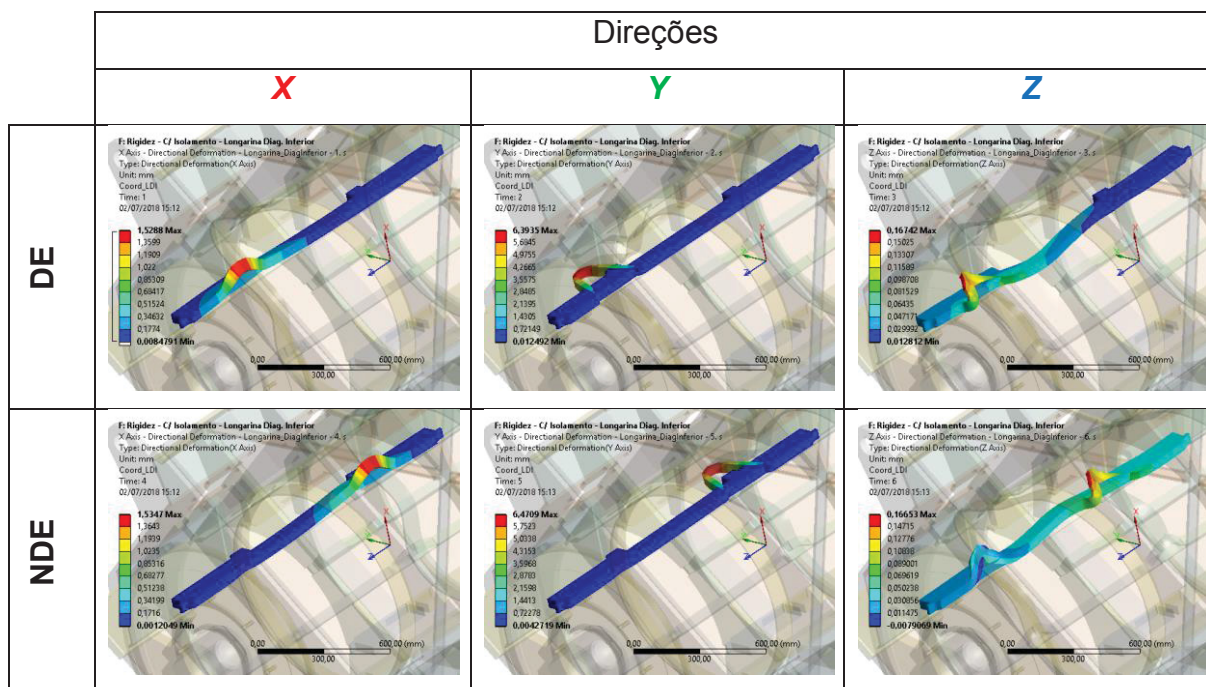 Direções
X
Y
Z
DE
F: Rigidez - C/ Isolamento - Longarina Diag. Inferior
X Axis - Directional Deformation - Longarina_DiagInferior - 1. s
Type: Directional Deformation(X Axis)
Unit: mm
Coord_LDI
Time: 1
02/07/2018 15:12
1,5288 Max
1,3599
1,1909
1,022
0,85309
0,68417
0,51524
0,34632
0,1774
0,0084791 Min
X
Z
0,00
600,00 (mm)
300,00
F: Rigidez - C/ Isolamento - Longarina Diag. Inferior
Y Axis - Directional Deformation - Longarina_DiagInferior - 2. s
Type: Directional Deformation(Y Axis)
Unit: mm
Coord_LDI
Time: 2
02/07/2018 15:12
6,3935 Max
5,6845
4,9755
4,2665
3,5575
2,8485
2,1395
1,4305
0,72149
0,012492 Min
X
Z
0,00
600,00 (mm)
300,00
F: Rigidez - C/ Isolamento - Longarina Diag. Inferior
Z Axis - Directional Deformation - Longarina_DiagInferior - 3. s
Type: Directional Deformation(Z Axis)
Unit: mm
Coord_LDI
Time: 3
02/07/2018 15:12
0,16742 Max
0,15025
0,13307
0,11589
0,098708
0,081529
0,06435
0,047171
0,029992
0,012812 Min
X
Z
0,00
600,00 (mm)
300,00
NDE
F: Rigidez - C/ Isolamento - Longarina Diag. Inferior
X Axis - Directional Deformation - Longarina_DiagInferior - 4. s
Type: Directional Deformation(X Axis)
Unit: mm
Coord_LDI
Time: 4
02/07/2018 15:12
1,5347 Max
1,3643
1,1939
1,0235
0,85316
0,68277
0,51238
0,34199
0,1716
0,0012049 Min
X
Z
0,00
600,00 (mm)
300,00
F: Rigidez - C/ Isolamento - Longarina Diag. Inferior
Y Axis - Directional Deformation - Longarina_DiagInferior - 5. s
Type: Directional Deformation(Y Axis)
Unit: mm
Coord_LDI
Time: 5
02/07/2018 15:13
6,4709 Max
5,7523
5,0338
4,3153
3,5968
2,8783
2,1598
1,4413
0,72278
0,0042719 Min
X
Z
0,00
600,00 (mm)
300,00
F: Rigidez - C/ Isolamento - Longarina Diag. Inferior
Z Axis - Directional Deformation - Longarina_DiagInferior - 6. s
Type: Directional Deformation(Z Axis)
Unit: mm
Coord_LDI
Time: 6
02/07/2018 15:13
0,16653 Max
0,14715
0,12776
0,10838
0,089001
0,069619
0,050238
0,030856
0,011475
-0,0079069 Min
X
Z
0,00
600,00 (mm)
300,00